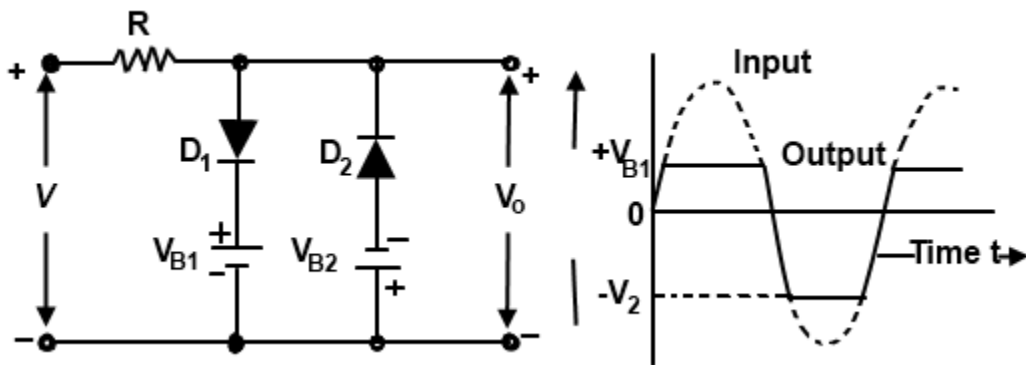 R
+
+
D1
D2
V
Vo
+
-
VB1
-
VB2
+
-
-
Input
+VB1
Output
0
Time t
-V2